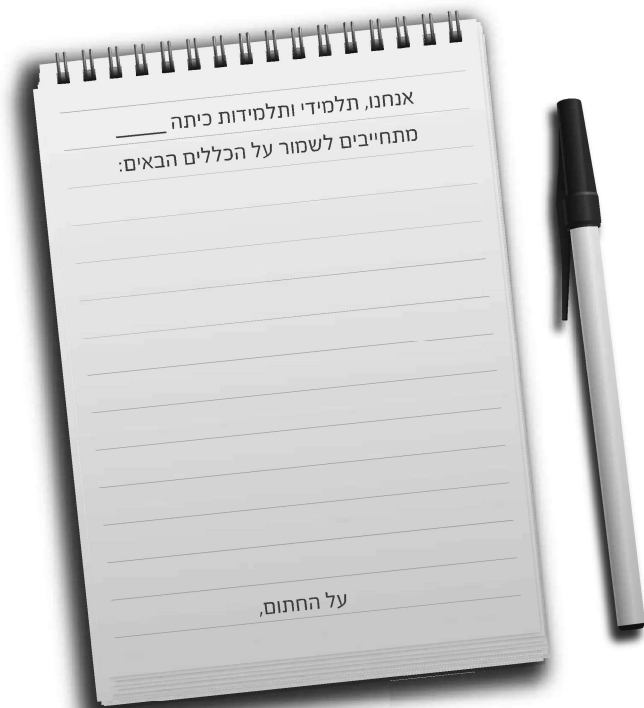 אנחנו, תלמידי ותלמידות כיתה _____
מתחייבים לשמור על הכללים הבאים:
על החתום,